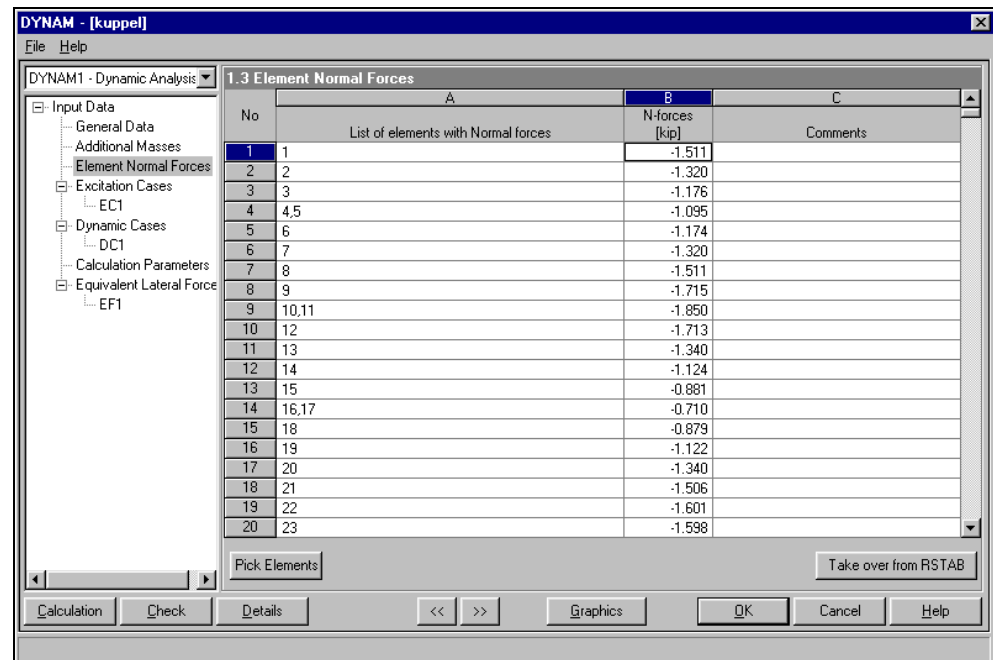 DYNAM - [kuppel]
File Help
DYNAM1 - Dynamic Analysis
Input Data
General Data
Additional Masses
Element Normal Forces
Excitation Cases
EC1
Dynamic Cases
DC1
Calculation Parameters
Equivalent Lateral Force
EF1
1.3 Element Normal Forces
No A B C
List of elements with Normal forces N-forces [kip] Comments
1 1 -1.511
2 2 -1.320
3 3 -1.176
4 4,5 -1.095
5 6 -1.174
6 7 -1.320
7 8 -1.511
8 9 -1.715
9 10,11 -1.850
10 12 -1.713
11 13 -1.340
12 14 -1.124
13 15 -0.881
14 16,17 -0.710
15 18 -0.879
16 19 -1.122
17 20 -1.340
18 21 -1.506
19 22 -1.601
20 23 -1.598
Pick Elements Take over from RSTAB
Calculation Check Details << >> Graphics OK Cancel Help